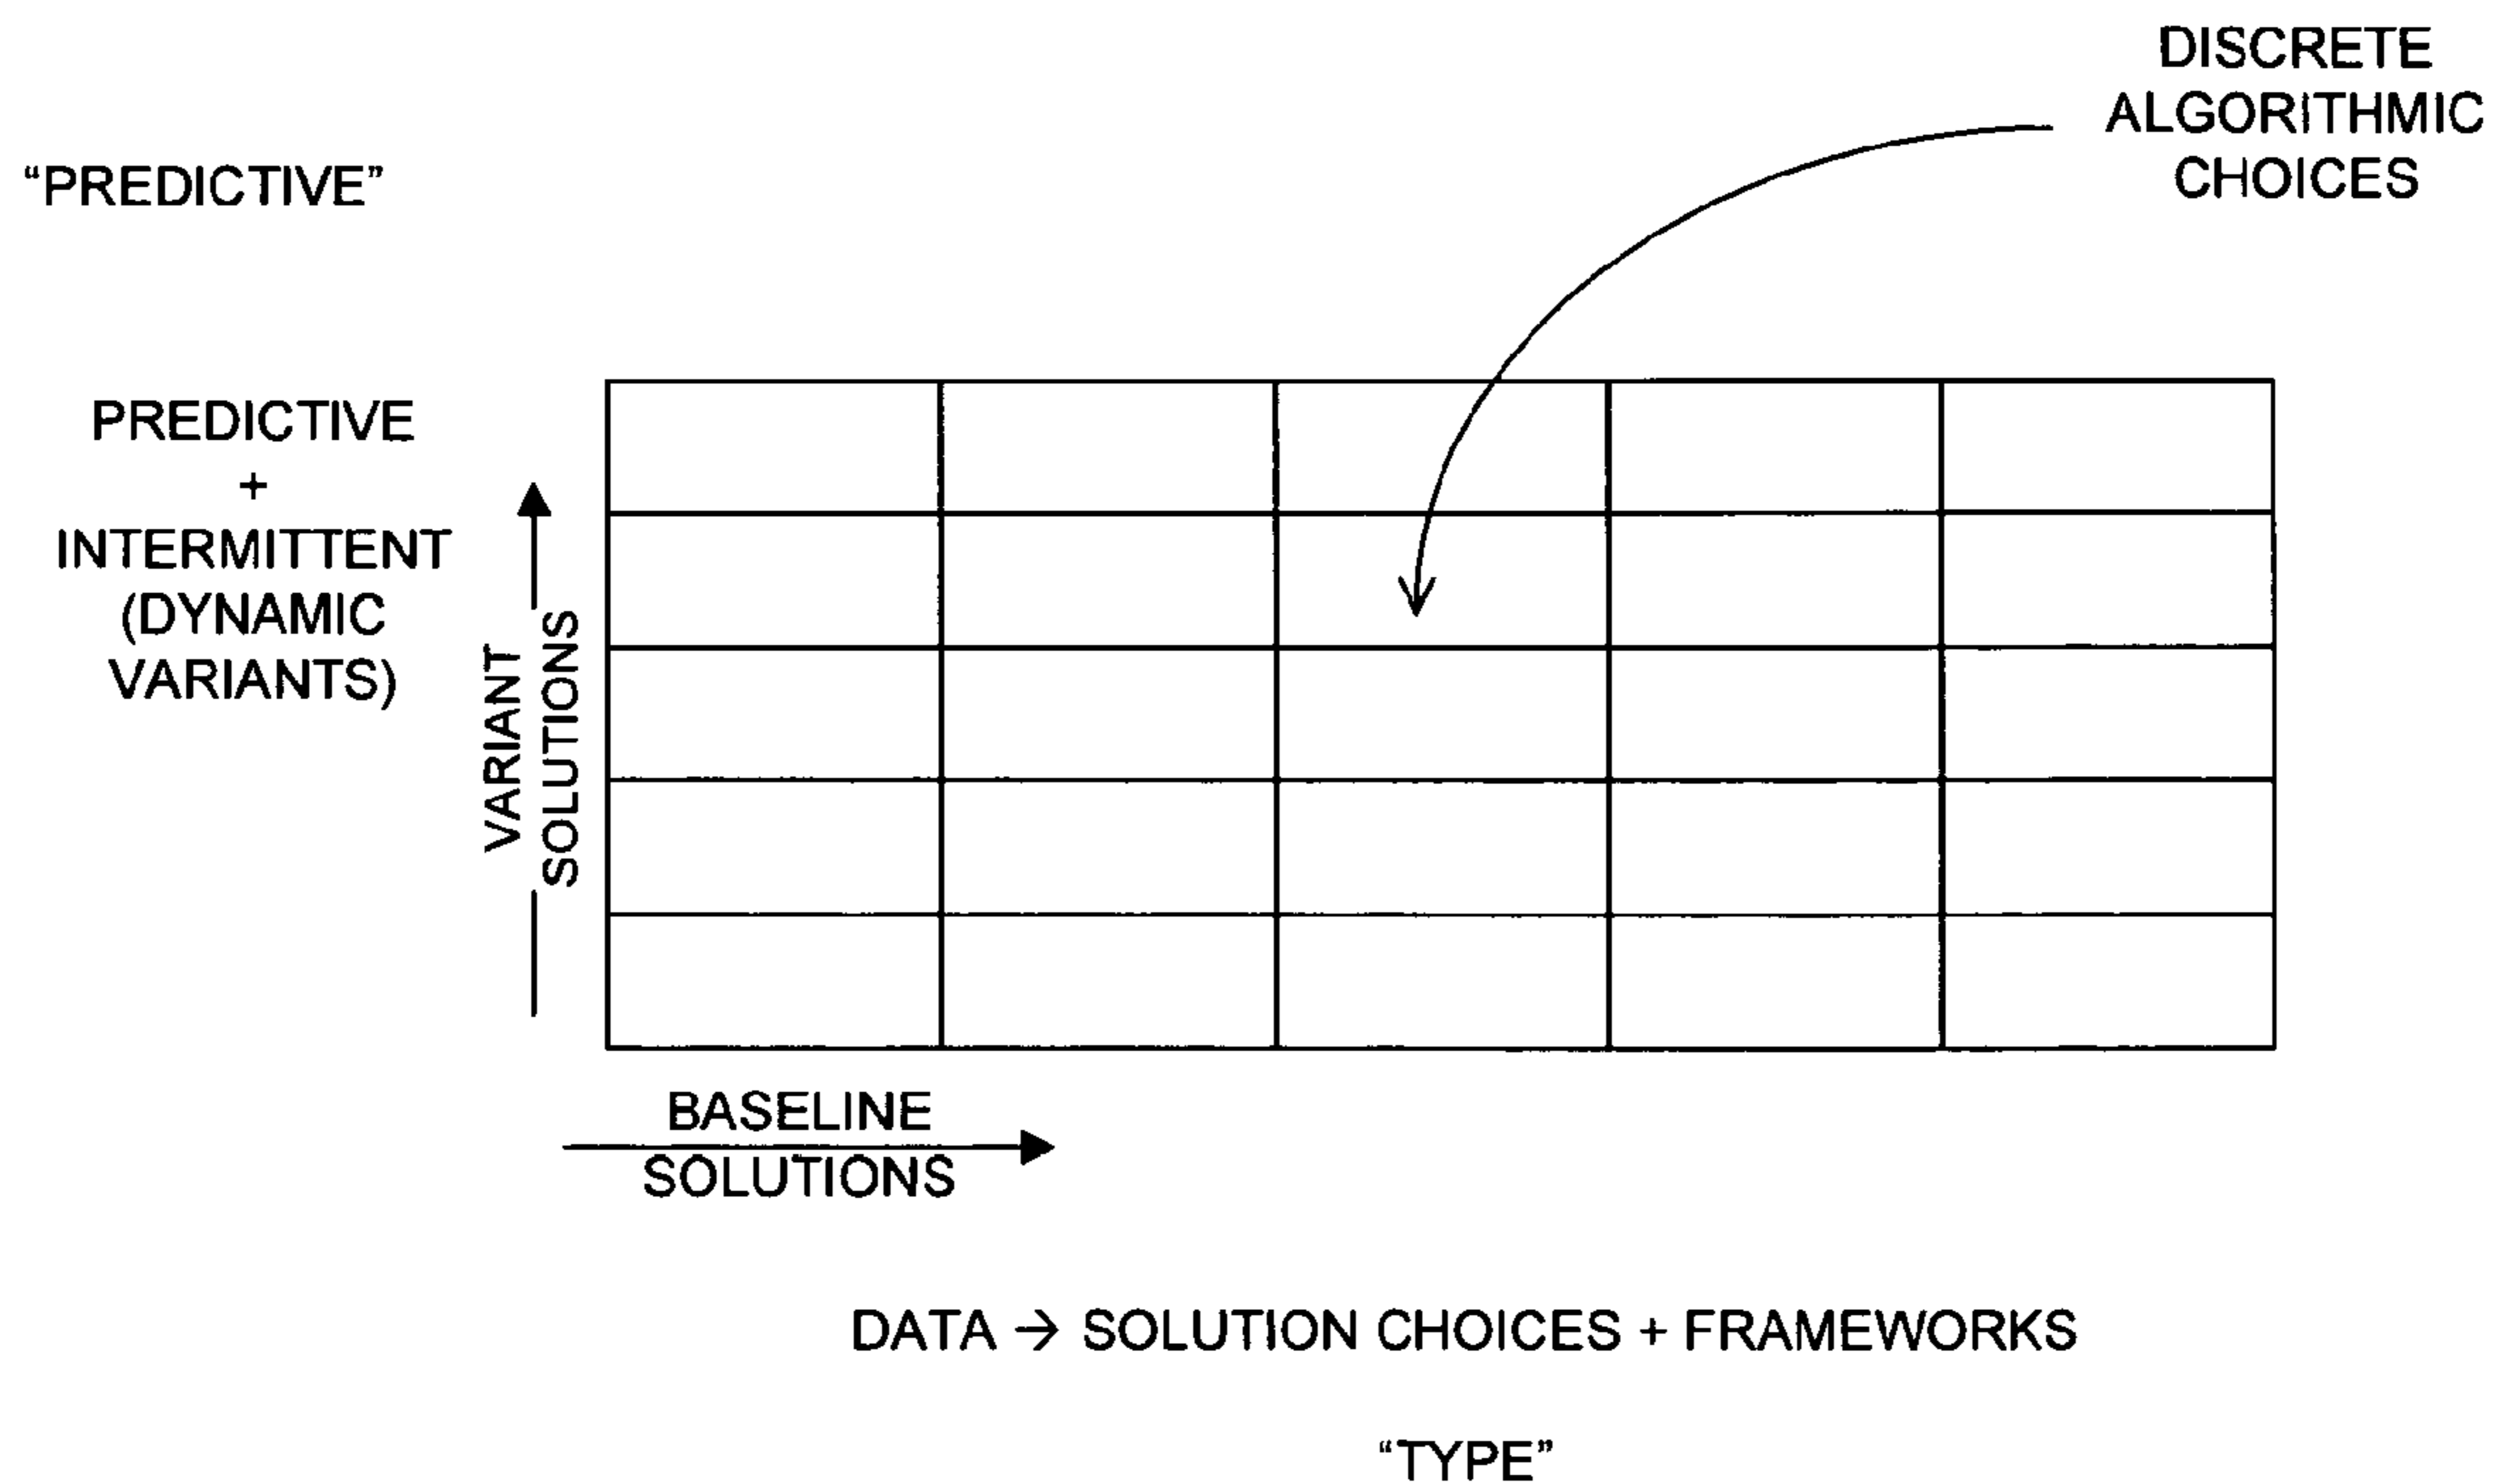 DISCRETE
ALGORITHMIC
CHOICES
“PREDICTIVE”
PREDICTIVE
+
INTERMITTENT
(DYNAMIC
VARIANTS)
VARIANT
SOLUTIONS
BASELINE
SOLUTIONS
DATA → SOLUTION CHOICES + FRAMEWORKS
“TYPE”